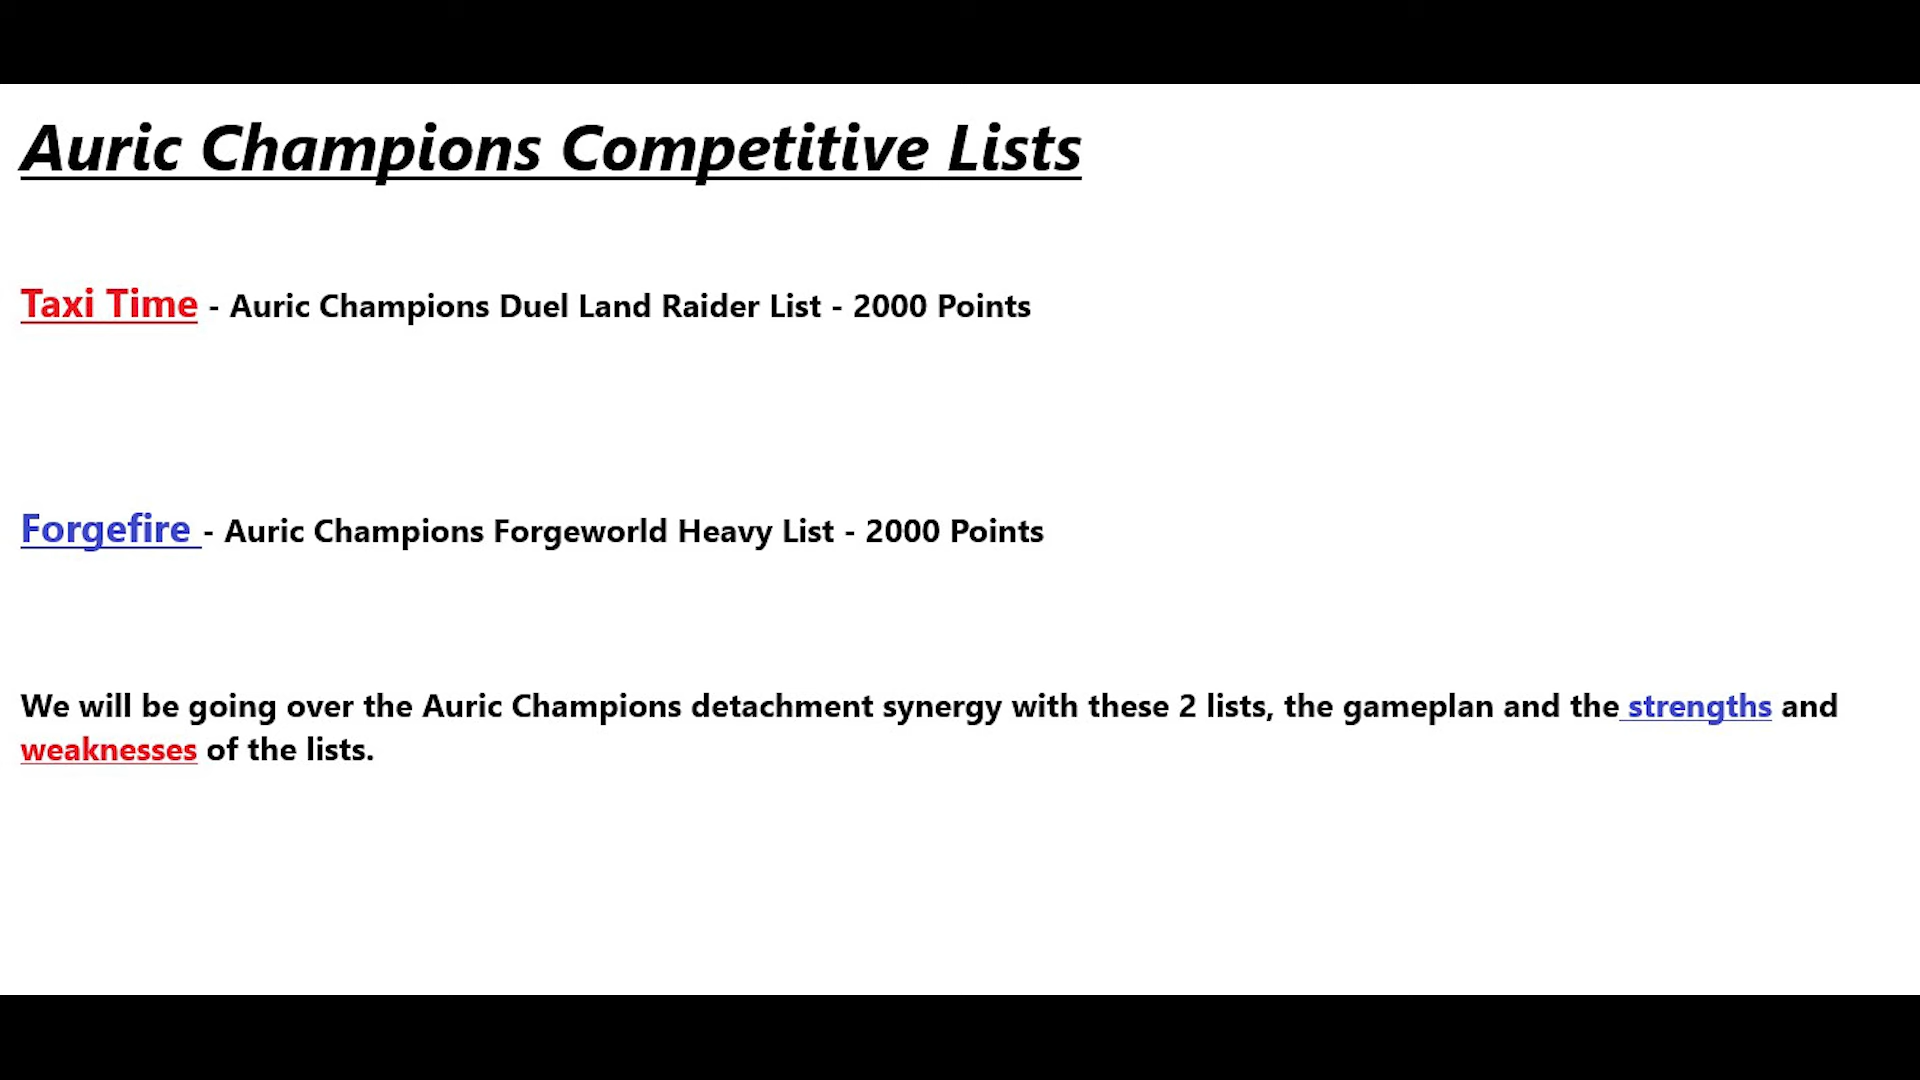 Auric Champions Competitive Lists
Taxi Time - Auric Champions Duel Land Raider List - 2000 Points
Forgefire - Auric Champions Forgeworld Heavy List - 2000 Points
We will be going over the Auric Champions detachment synergy with these 2 lists, the gameplan and the strengths and
weaknesses of the lists.